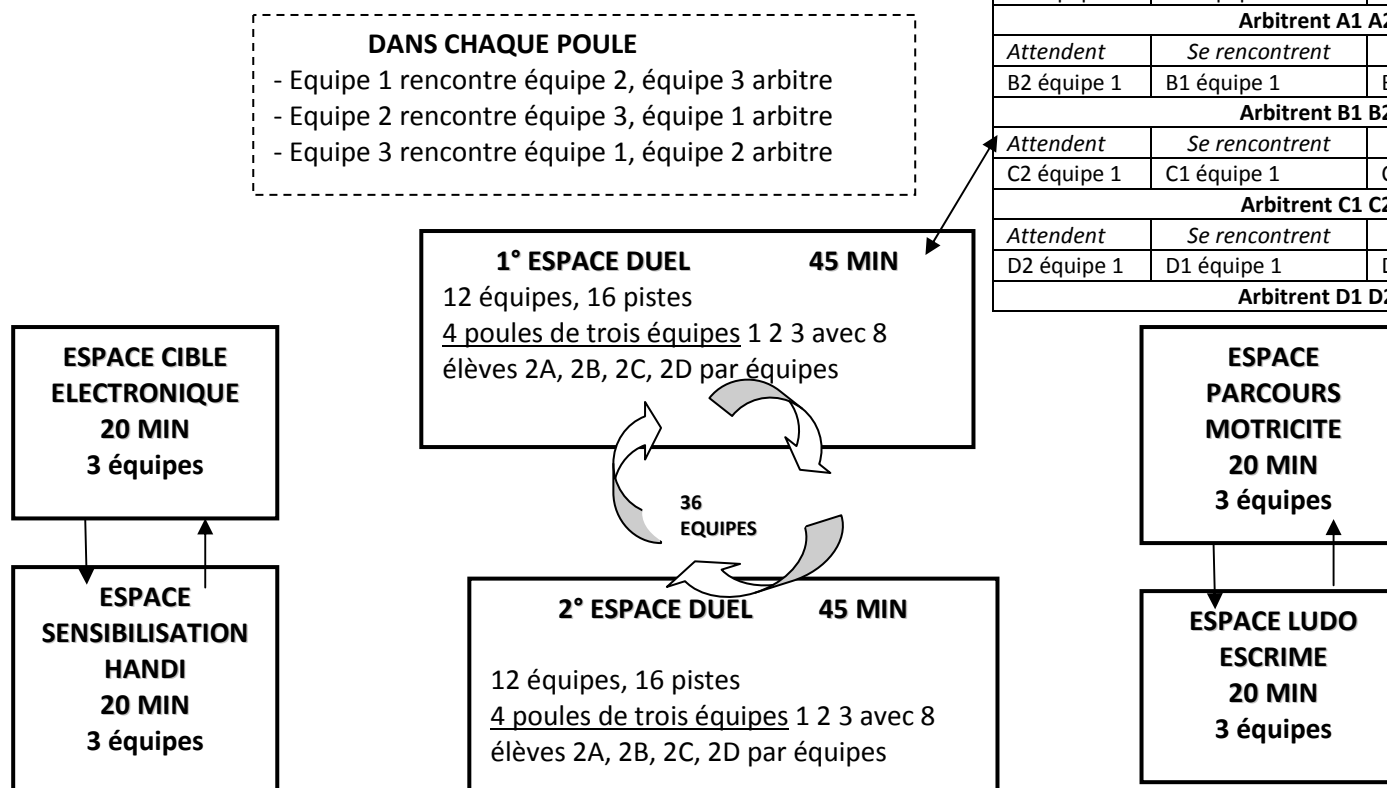 DANS CHAQUE POULE
- Equipe 1 rencontre équipe 2, équipe 3 arbitre
- Equipe 2 rencontre équipe 3, équipe 1 arbitre
- Equipe 3 rencontre équipe 1, équipe 2 arbitre
Arbitrent A1
Attendent Se rencontrent
B2 équipe 1 B1 équipe 1
Arbitrent B1
Attendent Se rencontrent
C2 équipe 1 C1 équipe 1
Arbitrent C1
Attendent Se rencontrent
D2 équipe 1 D1 équipe 1
Arbitrent D1
1° ESPACE DUEL 45 MIN
12 équipes, 16 pistes
4 poules de trois équipes 1 2 3 avec 8
élèves 2A, 2B, 2C, 2D par équipes
ESPACE CIBLE
ELECTRONIQUE
20 MIN
3 équipes
ESPACE
PARCOURS
MOTRICITE
20 MIN
3 équipes
36
EQUIPES
ESPACE
SENSIBILISATION
HANDI
20 MIN
3 équipes
2° ESPACE DUEL 45 MIN
12 équipes, 16 pistes
4 poules de trois équipes 1 2 3 avec 8
élèves 2A, 2B, 2C, 2D par équipes
ESPACE LUDO
ESCRIME
20 MIN
3 équipes